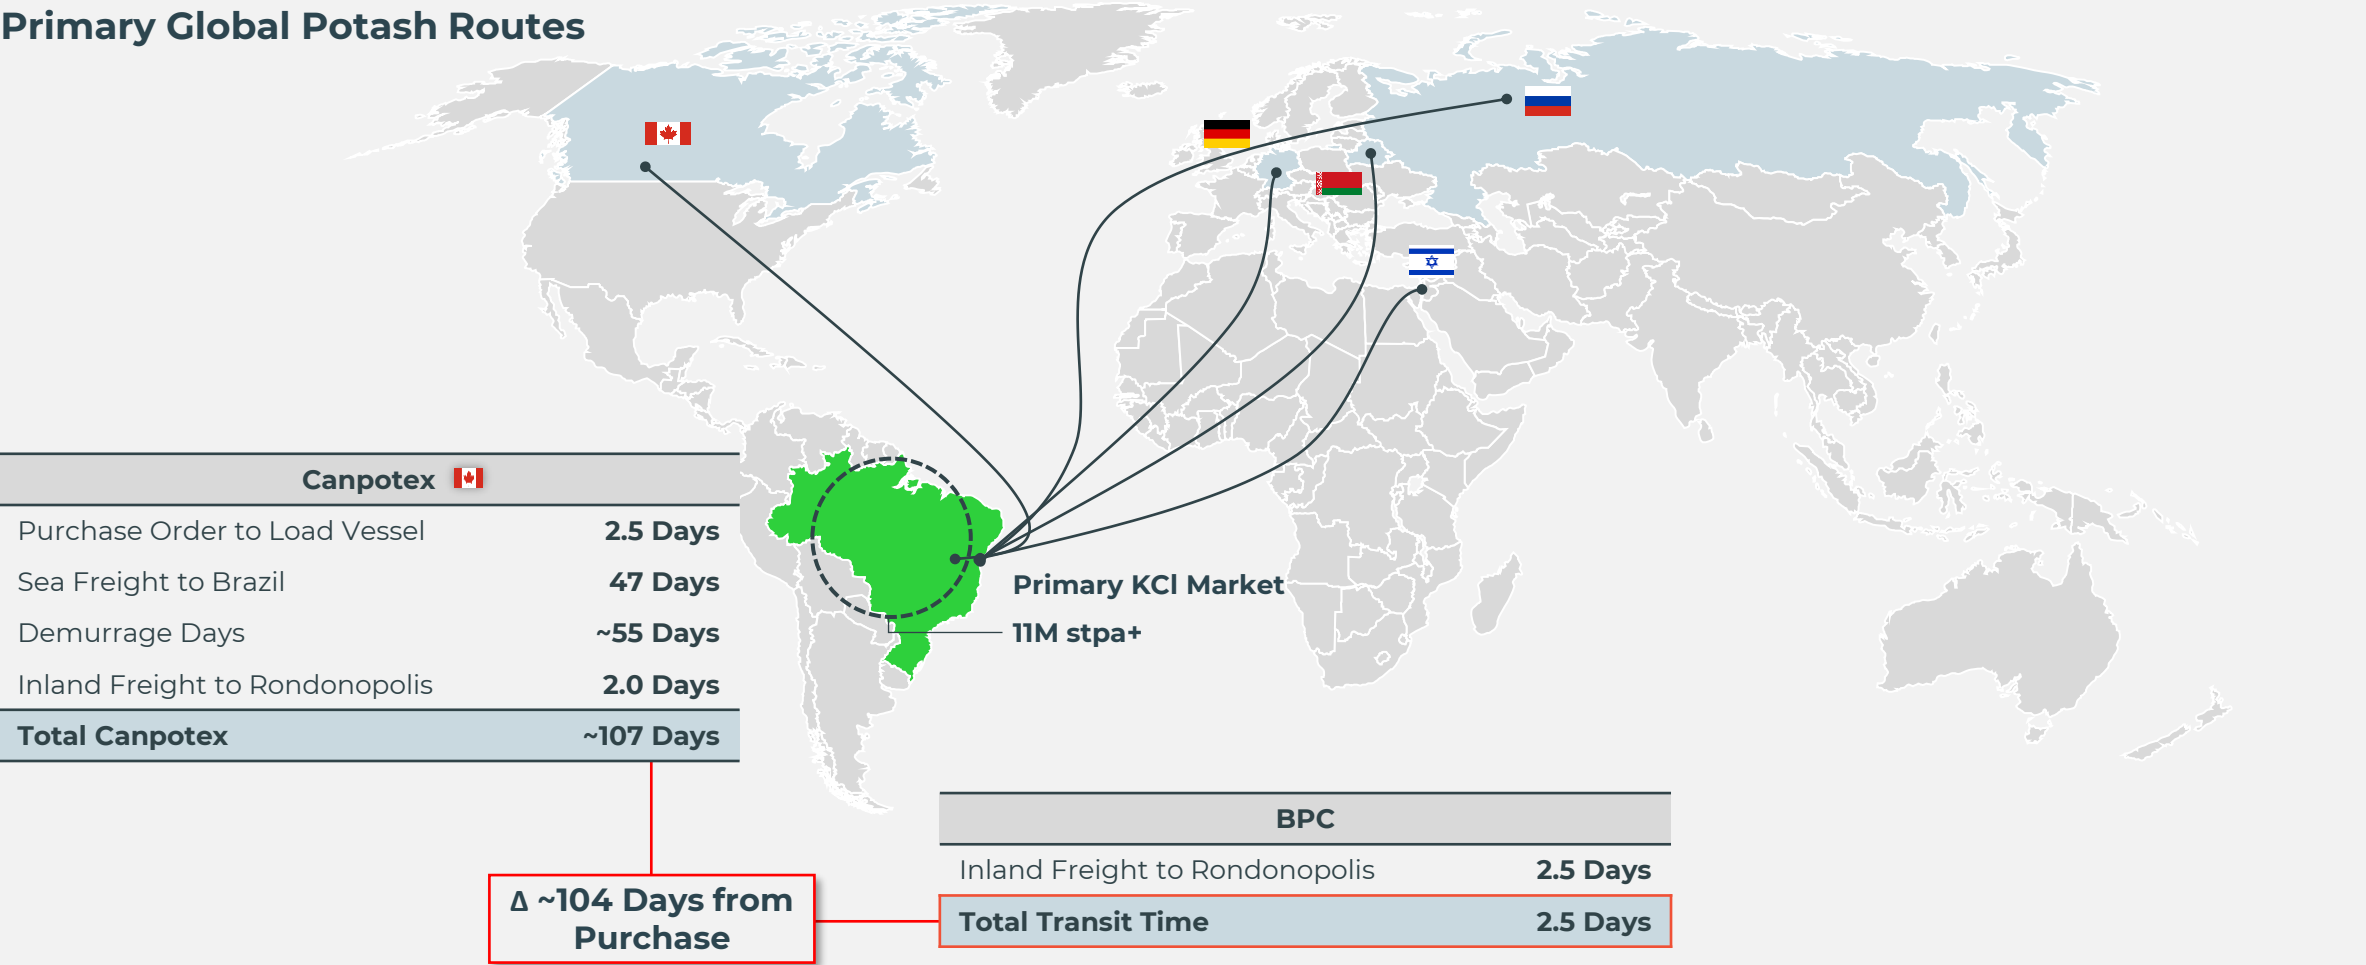 Primary Global Potash Routes
Canpotex
Purchase Order to Load Vessel 2.5 Days
Sea Freight to Brazil 47 Days
Demurrage Days ~55 Days
Inland Freight to Rondonopolis 2.0 Days
Total Canpotex ~107 Days
Primary KCl Market
11M stpa+
Δ ~104 Days from
Purchase
BPC
Inland Freight to Rondonopolis 2.5 Days
Total Transit Time 2.5 Days